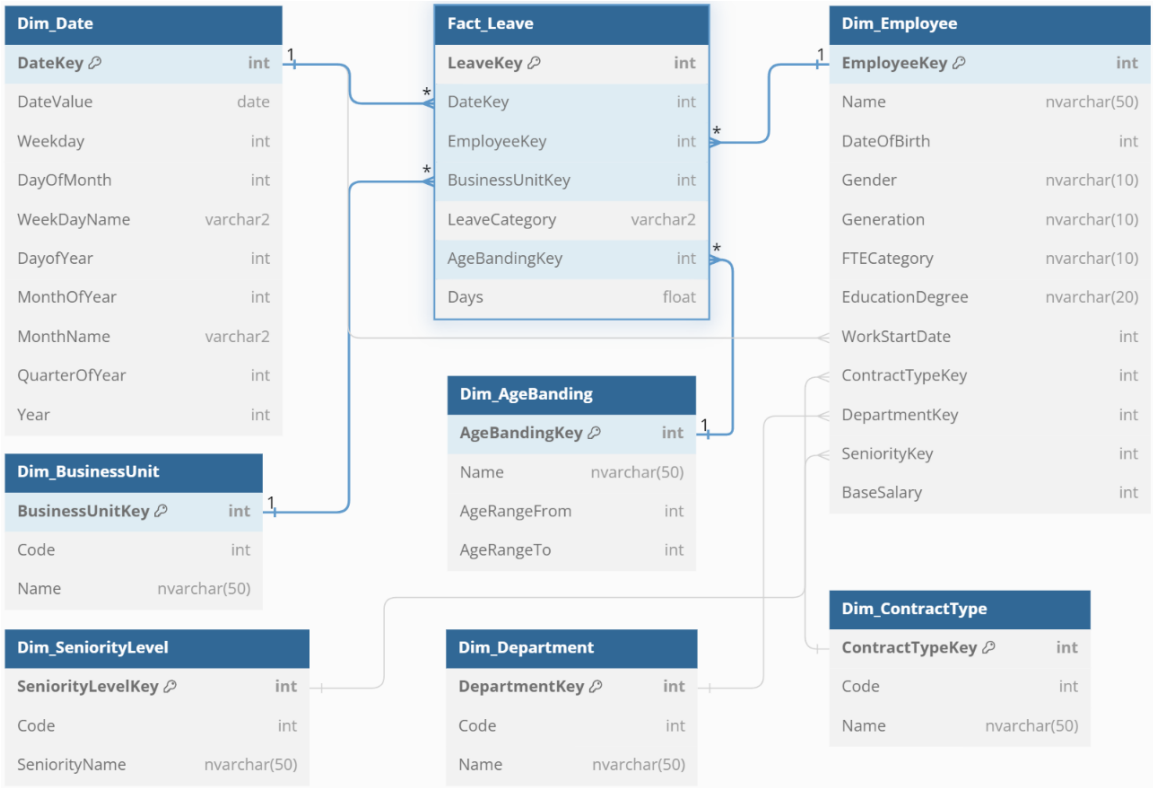 Dim_Date
DateKey int
DateValue date
Weekday int
DayOfMonth int
WeekDayName varchar2
DayofYear int
MonthOfYear int
MonthName varchar2
QuarterOfYear int
Year int
1
*
*
Fact_Leave
LeaveKey int
DateKey int
EmployeeKey int
BusinessUnitKey int
LeaveCategory varchar2
AgeBandingKey int
Days float
*
*
1
Dim_Employee
EmployeeKey int
Name nvarchar(50)
DateOfBirth int
Gender nvarchar(10)
Generation nvarchar(10)
FTECategory nvarchar(10)
EducationDegree nvarchar(20)
WorkStartDate int
ContractTypeKey int
DepartmentKey int
SeniorityKey int
BaseSalary int
Dim_AgeBanding
AgeBandingKey int
1
Name nvarchar(50)
AgeRangeFrom int
AgeRangeTo int
Dim_BusinessUnit
BusinessUnitKey int
1
Code int
Name nvarchar(50)
Dim_SeniorityLevel
SeniorityLevelKey int
Code int
SeniorityName nvarchar(50)
Dim_Department
DepartmentKey int
Code int
Name nvarchar(50)
Dim_ContractType
ContractTypeKey int
Code int
Name nvarchar(50)